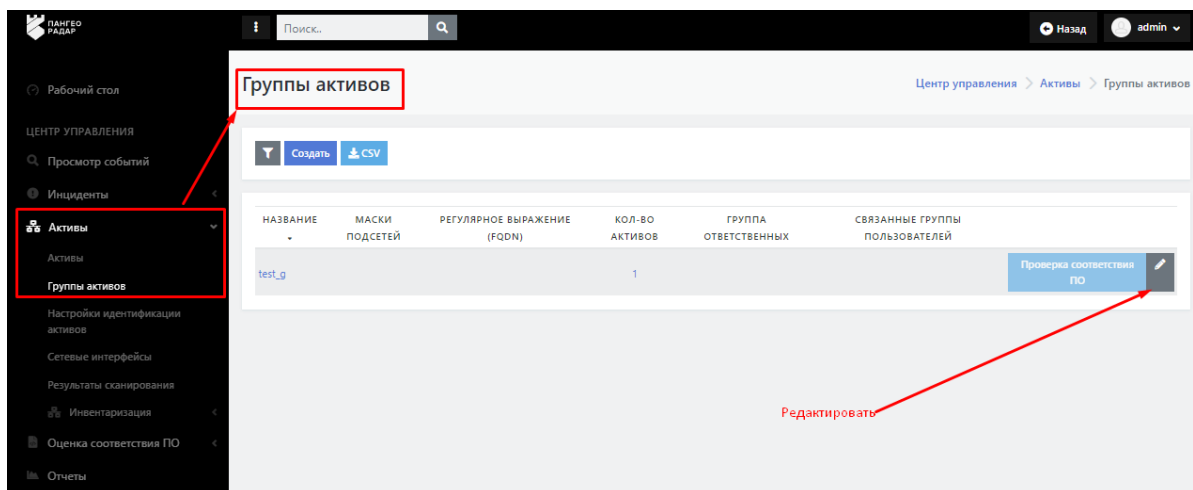 ПАНГЕО
РАДАР
Поиск..
Назад
admin
Рабочий стол
ЦЕНТР УПРАВЛЕНИЯ
Просмотр событий
Инциденты
Активы
Активы
Группы активов
Настройки идентификации
активов
Сетевые интерфейсы
Результаты сканирования
Инвентаризация
Оценка соответствия ПО
Отчеты
Группы активов
Центр управления > Активы > Группы активов
Создать
CSV
НАЗВАНИЕ
МАСКИ
ПОДСЕТЕЙ
РЕГУЛЯРНОЕ ВЫРАЖЕНИЕ
(FQDN)
КОЛ-ВО
АКТИВОВ
ГРУППА
ОТВЕТСТВЕННЫХ
СВЯЗАННЫЕ ГРУППЫ
ПОЛЬЗОВАТЕЛЕЙ
test_g
1
Проверка соответствия
ПО
Редактировать